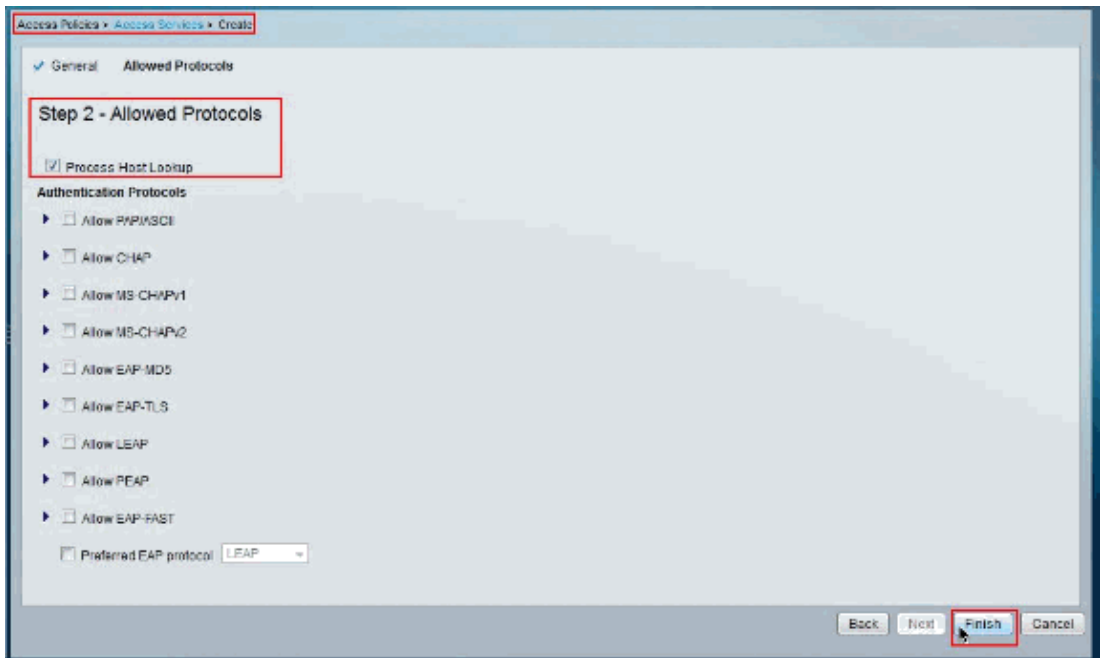 Access Policies > Access Services > Create
General Allowed Protocols
Step 2 - Allowed Protocols
Process Host Lookup
Authentication Protocols
Allow PAP/ASCII
Allow CHAP
Allow MS-CHAPv1
Allow MS-CHAPv2
Allow EAP-MD5
Allow EAP-TLS
Allow LEAP
Allow PEAP
Allow EAP-FAST
Preferred EAP protocol LEAP
Back Next Finish Cancel